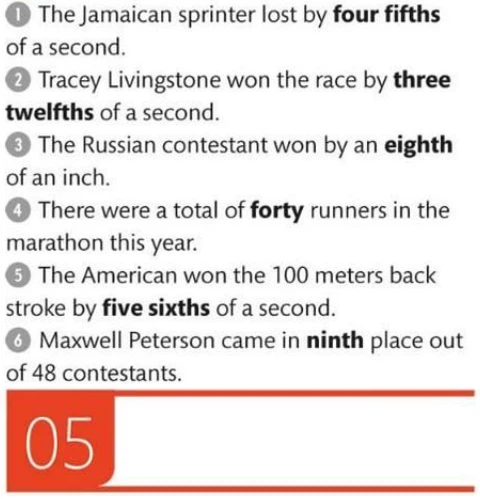 1 The Jamaican sprinter lost by four fifths
of a second.
2 Tracey Livingstone won the race by three
twelfths of a second.
3 The Russian contestant won by an eighth
of an inch.
4 There were a total of forty runners in the
marathon this year.
5 The American won the 100 meters back
stroke by five sixths of a second.
6 Maxwell Peterson came in ninth place out
of 48 contestants.
05